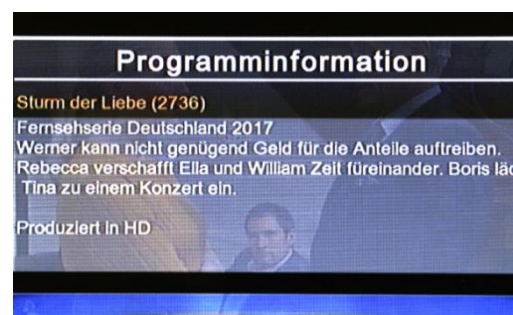 Programminformation
Sturm der Liebe (2736)
Fernsehserie Deutschland 2017
Werner kann nicht genügend Geld für die Anteile auftreiben.
Rebecca verschafft Ella und William Zeit füreinander. Boris läd
Tina zu einem Konzert ein.
Produziert in HD